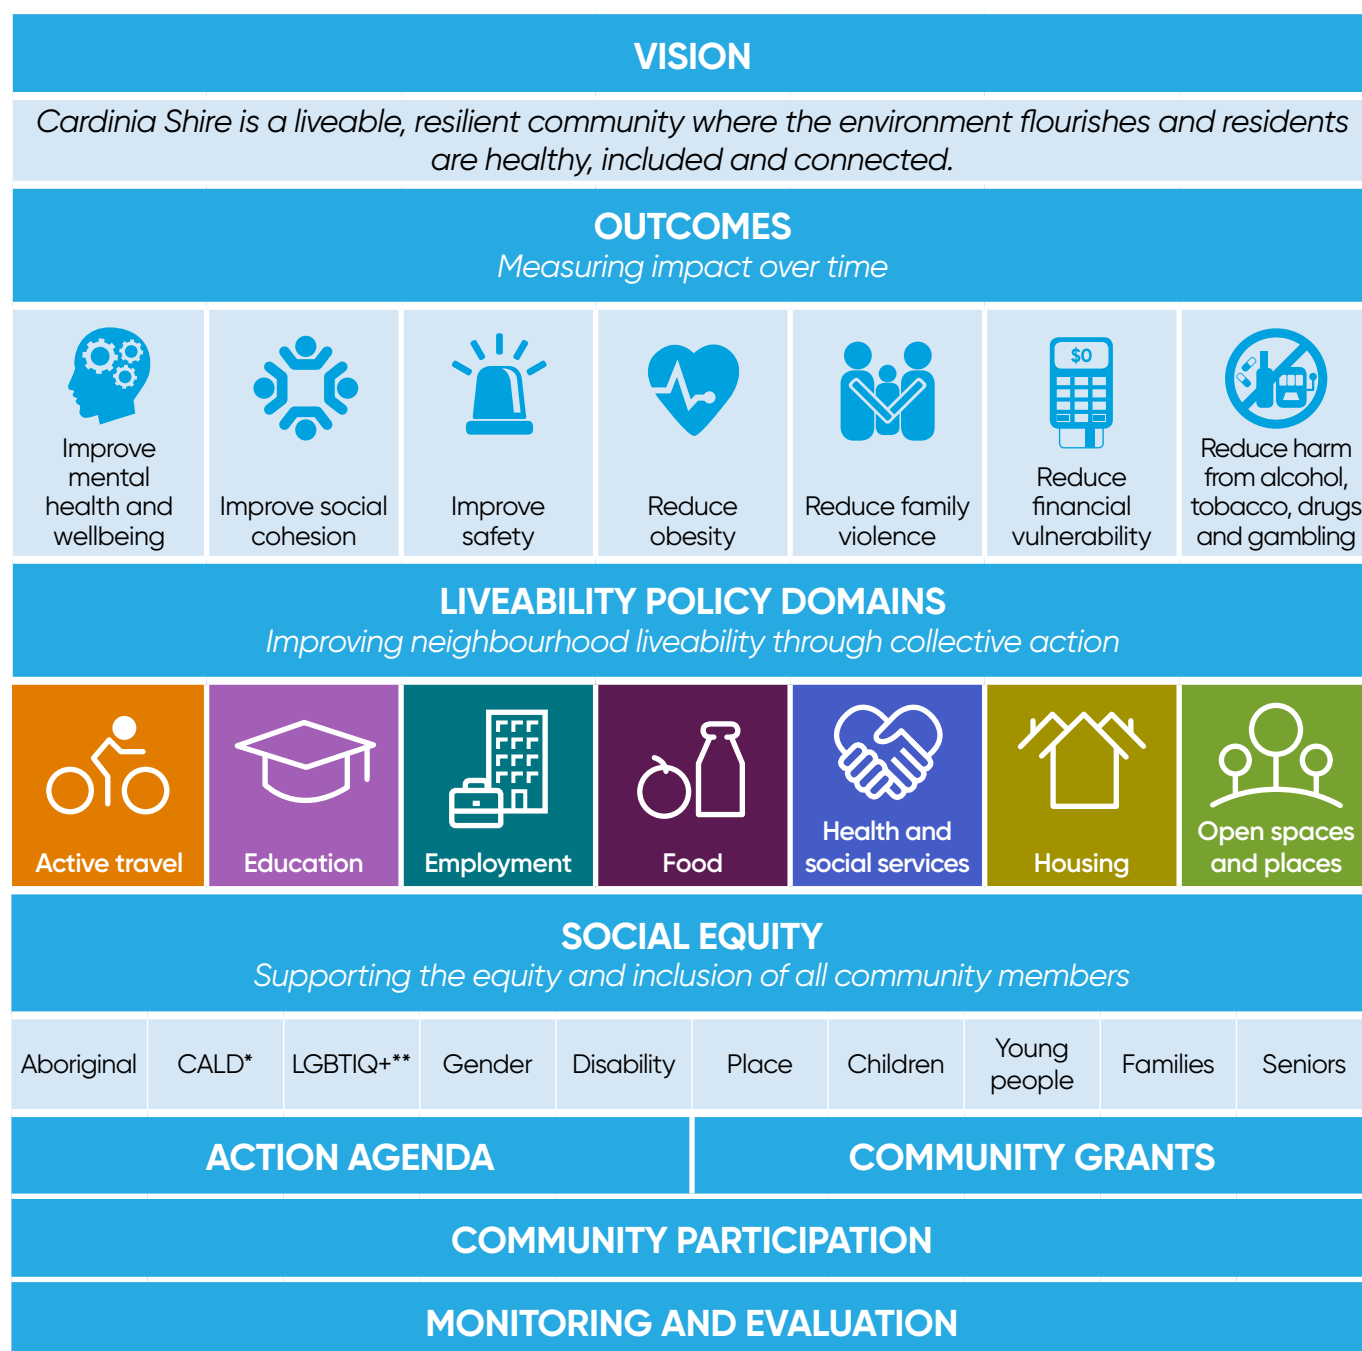 VISION
Cardinia Shire is a liveable, resilient community where the environment flourishes and residents
are healthy, included and connected.
OUTCOMES
Measuring impact over time
$0
Improve
mental
health and
wellbeing
Improve social
cohesion
Improve
safety
Reduce
obesity
Reduce family
violence
Reduce
financial
vulnerability
Reduce harm
from alcohol,
tobacco, drugs
and gambling
LIVEABILITY POLICY DOMAINS
Improving neighbourhood liveability through collective action
Active travel
Education
Employment
Food
Health and
social services
Housing
Open spaces
and places
SOCIAL EQUITY
Supporting the equity and inclusion of all community members
Aboriginal
CALD*
LGBTIQ+**
Gender
Disability
Place
Children
Young
people
Families
Seniors
ACTION AGENDA
COMMUNITY GRANTS
COMMUNITY PARTICIPATION
MONITORING AND EVALUATION